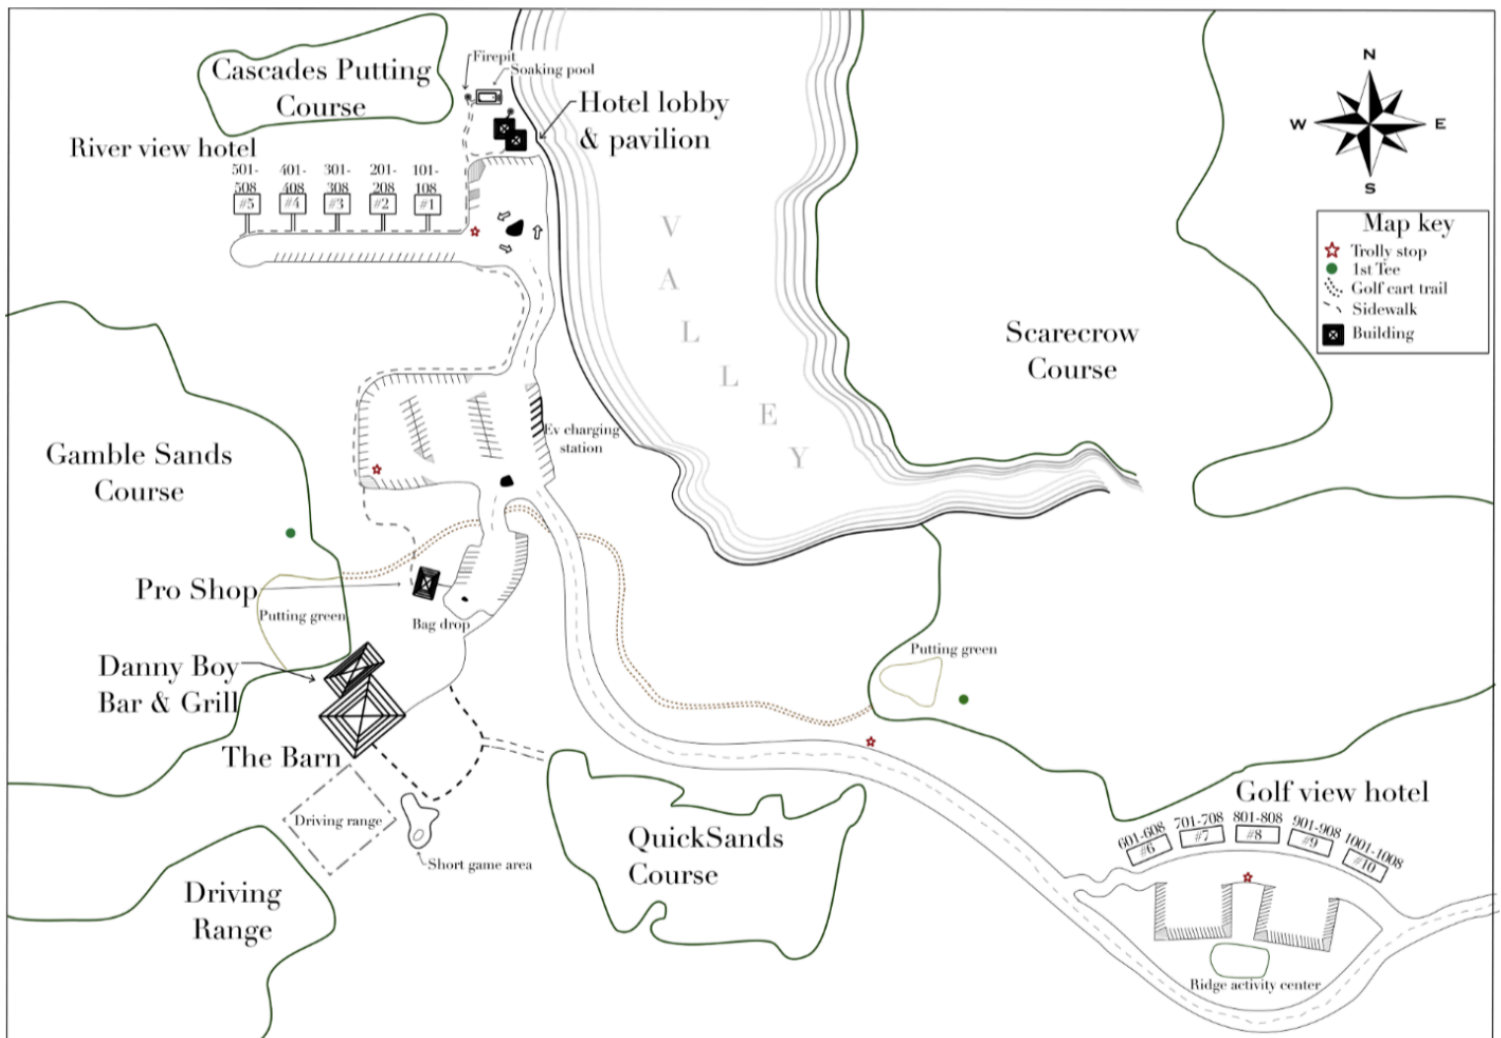 Cascades Putting
Course
Firepit
Soaking pool
Hotel lobby
& pavilion
River view hotel
501-
508
#5
401-
408
#4
301-
308
#3
201-
208
#2
101-
108
#1
N
W
E
S
Map key
Trolly stop
1st Tee
Golf cart trail
Sidewalk
Building
V
A
L
L
E
Y
Scarecrow
Course
Ev charging
station
Gamble Sands
Course
Pro Shop
Putting green
Bag drop
Danny Boy
Bar & Grill
The Barn
Driving range
Short game area
Driving
Range
QuickSands
Course
Putting green
Golf view hotel
601-608
#6
701-708
#7
801-808
#8
901-908
#9
1001-1008
#10
Ridge activity center